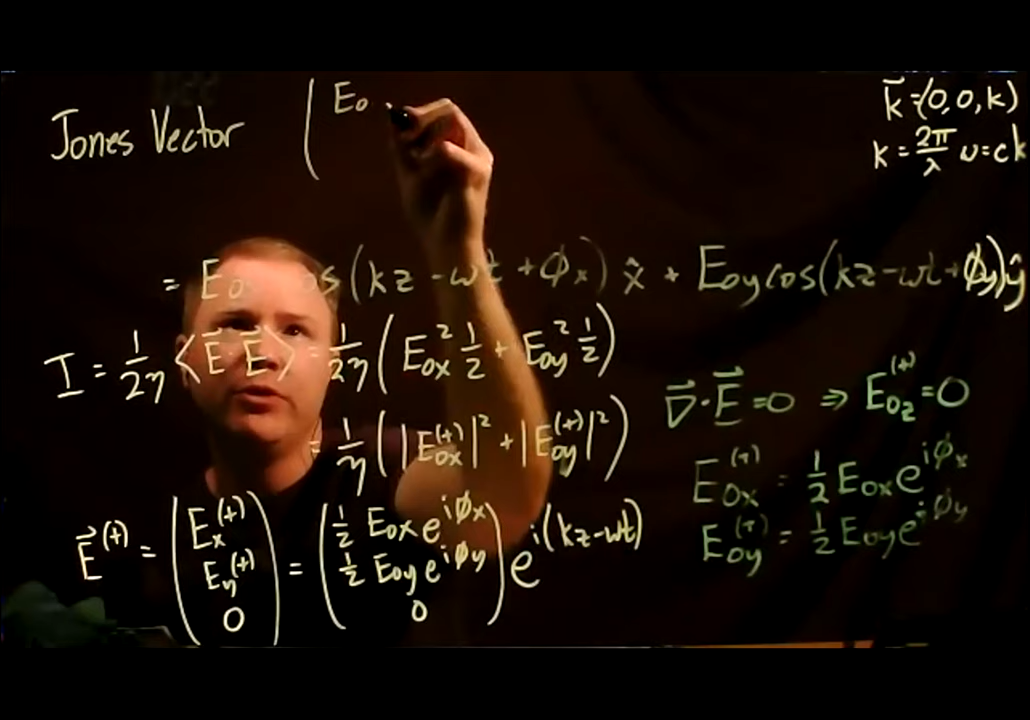 Jones Vector ( E₀
k⃗ = (0, 0, k)
k = 2π/λ ω = ck
= E₀ cos(kz - ωt + ϕₓ) x̂ + E₀y cos(kz - ωt + ϕy) ŷ
I = 1/2η ⟨E⃗ E⃗⟩ = 1/2η (E₀ₓ² 1/2 + E₀y² 1/2)
= 1/η (|E₀ₓ⁽⁺⁾|² + |E₀y⁽⁺⁾|²)
∇⃗ · E⃗ = 0 ⇒ E₀z⁽⁺⁾ = 0
E₀ₓ⁽⁺⁾ = 1/2 E₀ₓ e^{iϕₓ}
E₀y⁽⁺⁾ = 1/2 E₀y e^{iϕy}
E⃗⁽⁺⁾ = (Eₓ⁽⁺⁾ Ey⁽⁺⁾ 0) = (1/2 E₀ₓ e^{iϕₓ} 1/2 E₀y e^{iϕy} 0) e^{i(kz - ωt)}